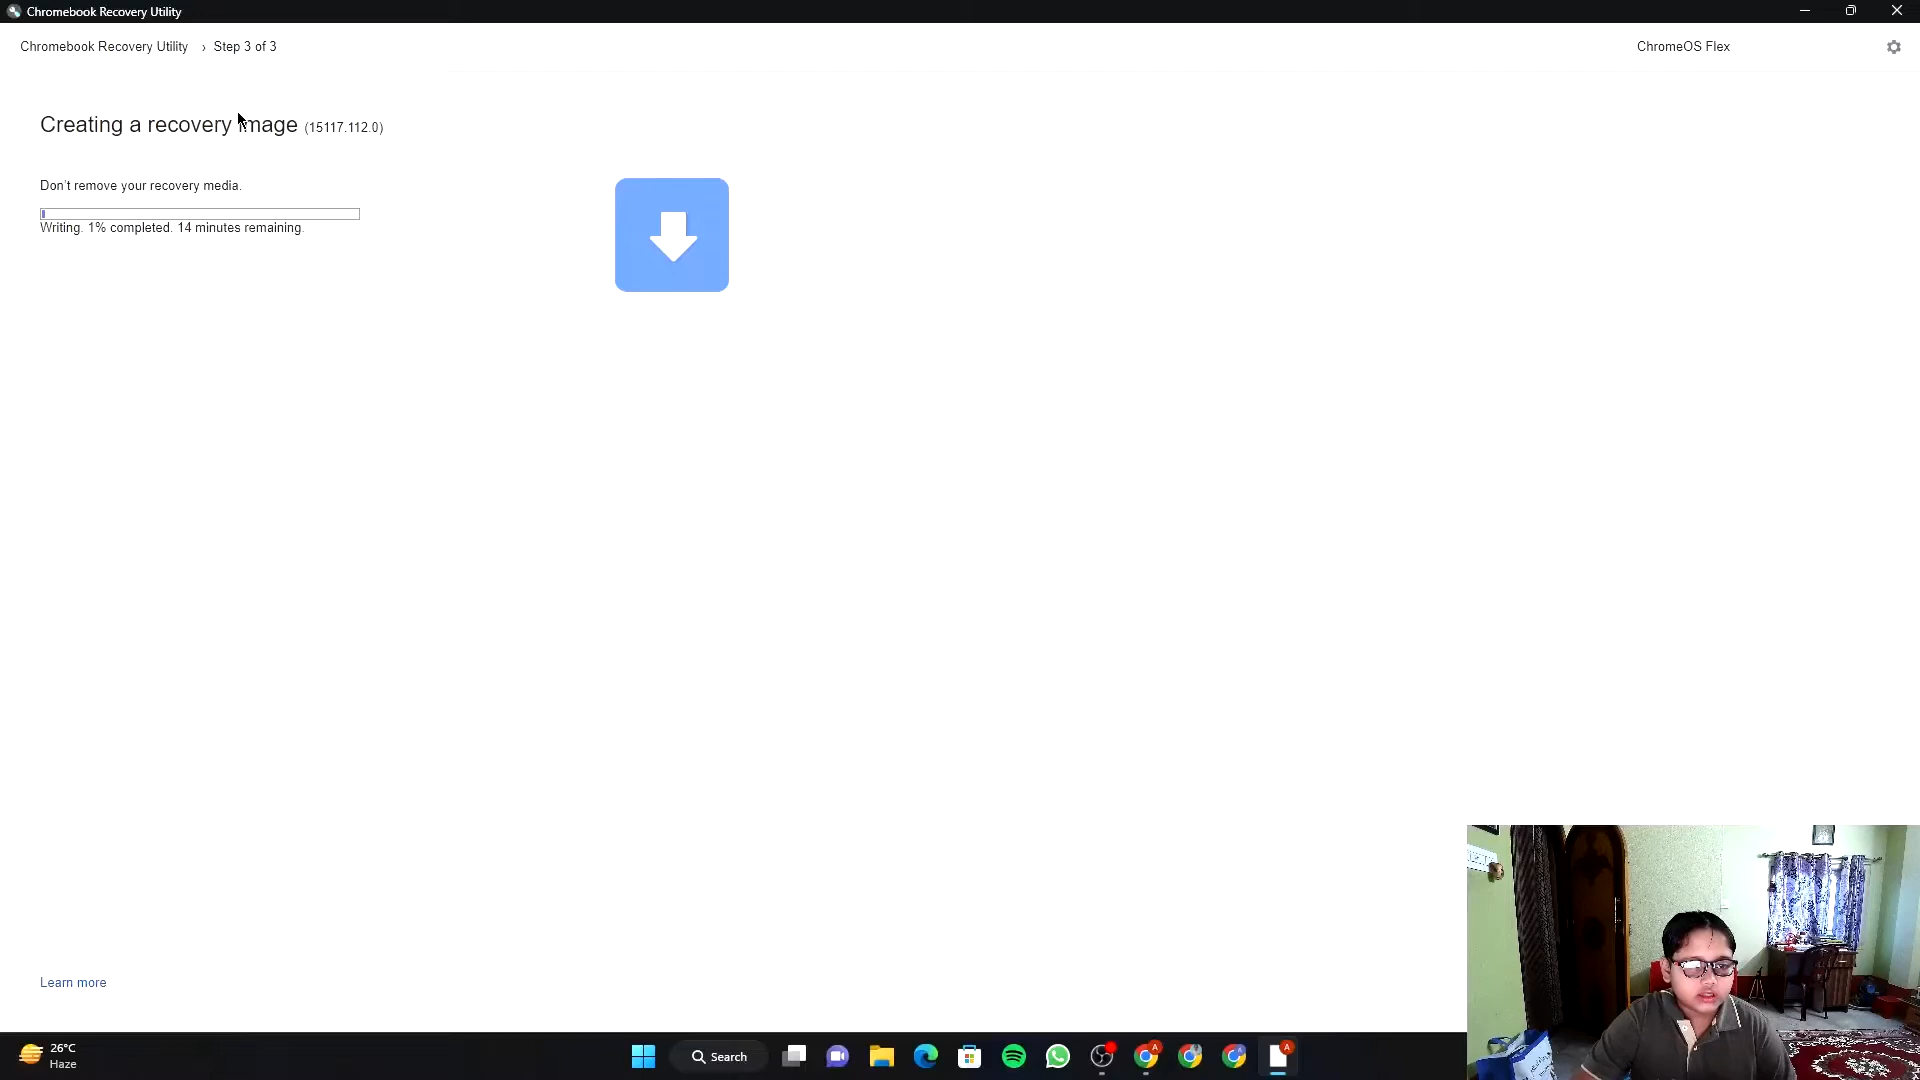 Chromebook Recovery Utility
Chromebook Recovery Utility › Step 3 of 3
ChromeOS Flex
Creating a recovery image (15117.112.0)
Don't remove your recovery media.
Writing. 1% completed. 14 minutes remaining.
Learn more
26°C
Haze
Search
A
A